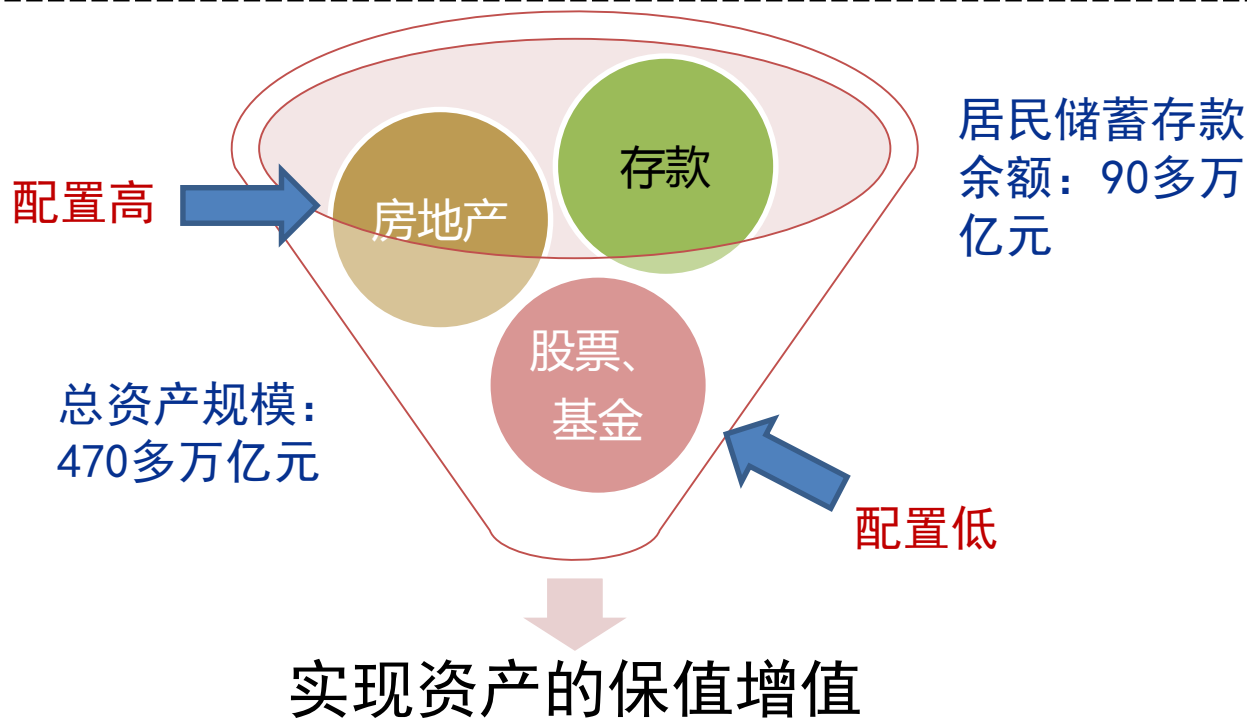 居民储蓄存款
余额：90多万
亿元
存款
配置高
房地产
股票、
基金
总资产规模：
470多万亿元
配置低
实现资产的保值增值